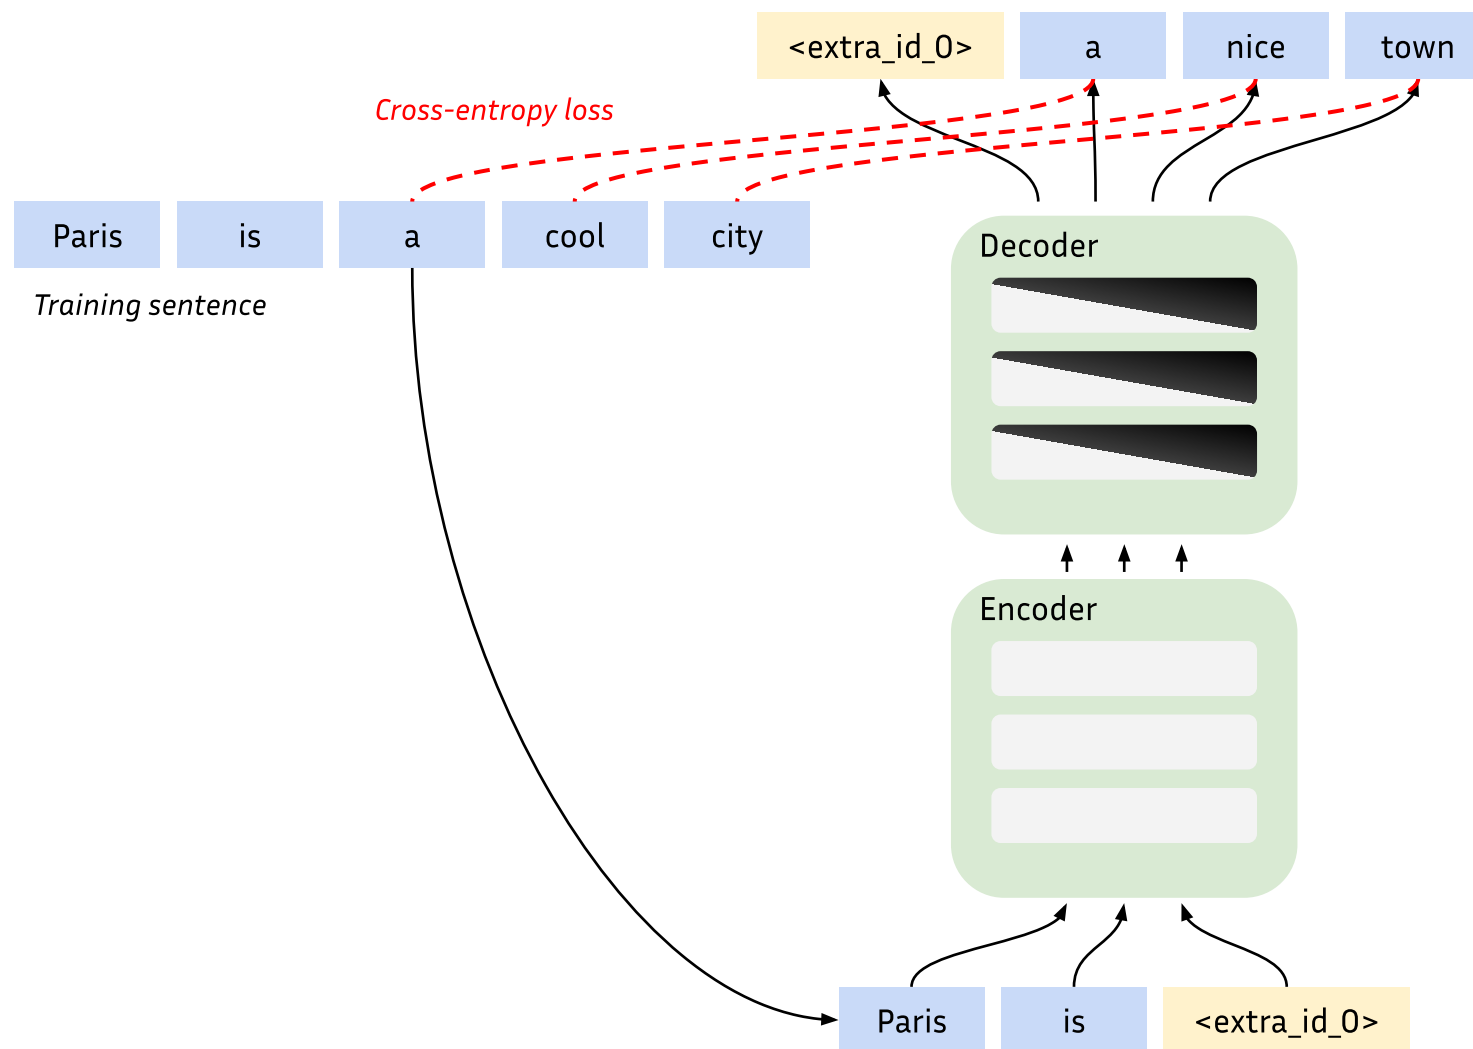 <extra_id_0> a nice town
Cross-entropy loss
Paris is a cool city
Training sentence
Decoder
Encoder
Paris is <extra_id_0>